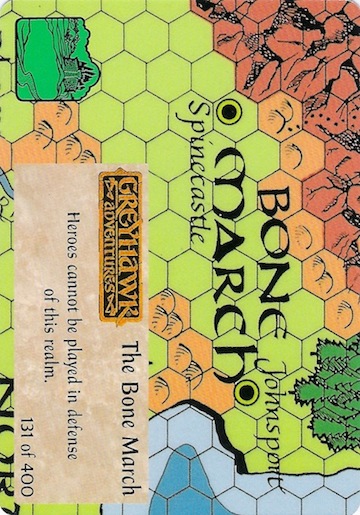 BONE
MARCH
Spinecastle
Johnsport
GREYHAWK
ADVENTURES
The Bone March
Heroes cannot be played in defense
of this realm.
131 of 400
NOR